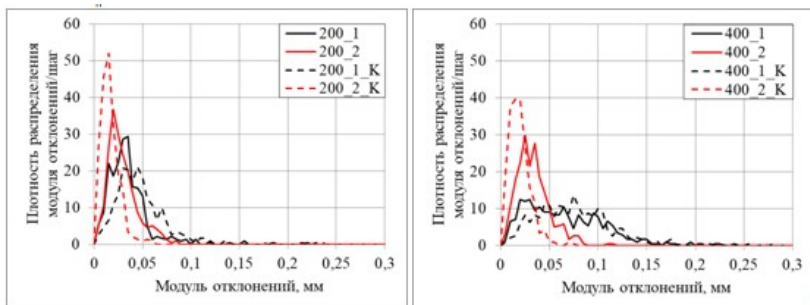 Плотность распределения
модуля отклонений/шаг
60
50
40
30
20
10
0
200_1
200_2
200_1_K
200_2_K
0 0,05 0,1 0,15 0,2 0,25 0,3
Модуль отклонений, мм
Плотность распределения
модуля отклонений/шаг
60
50
40
30
20
10
0
400_1
400_2
400_1_K
400_2_K
0 0,05 0,1 0,15 0,2 0,25 0,3
Модуль отклонений, мм